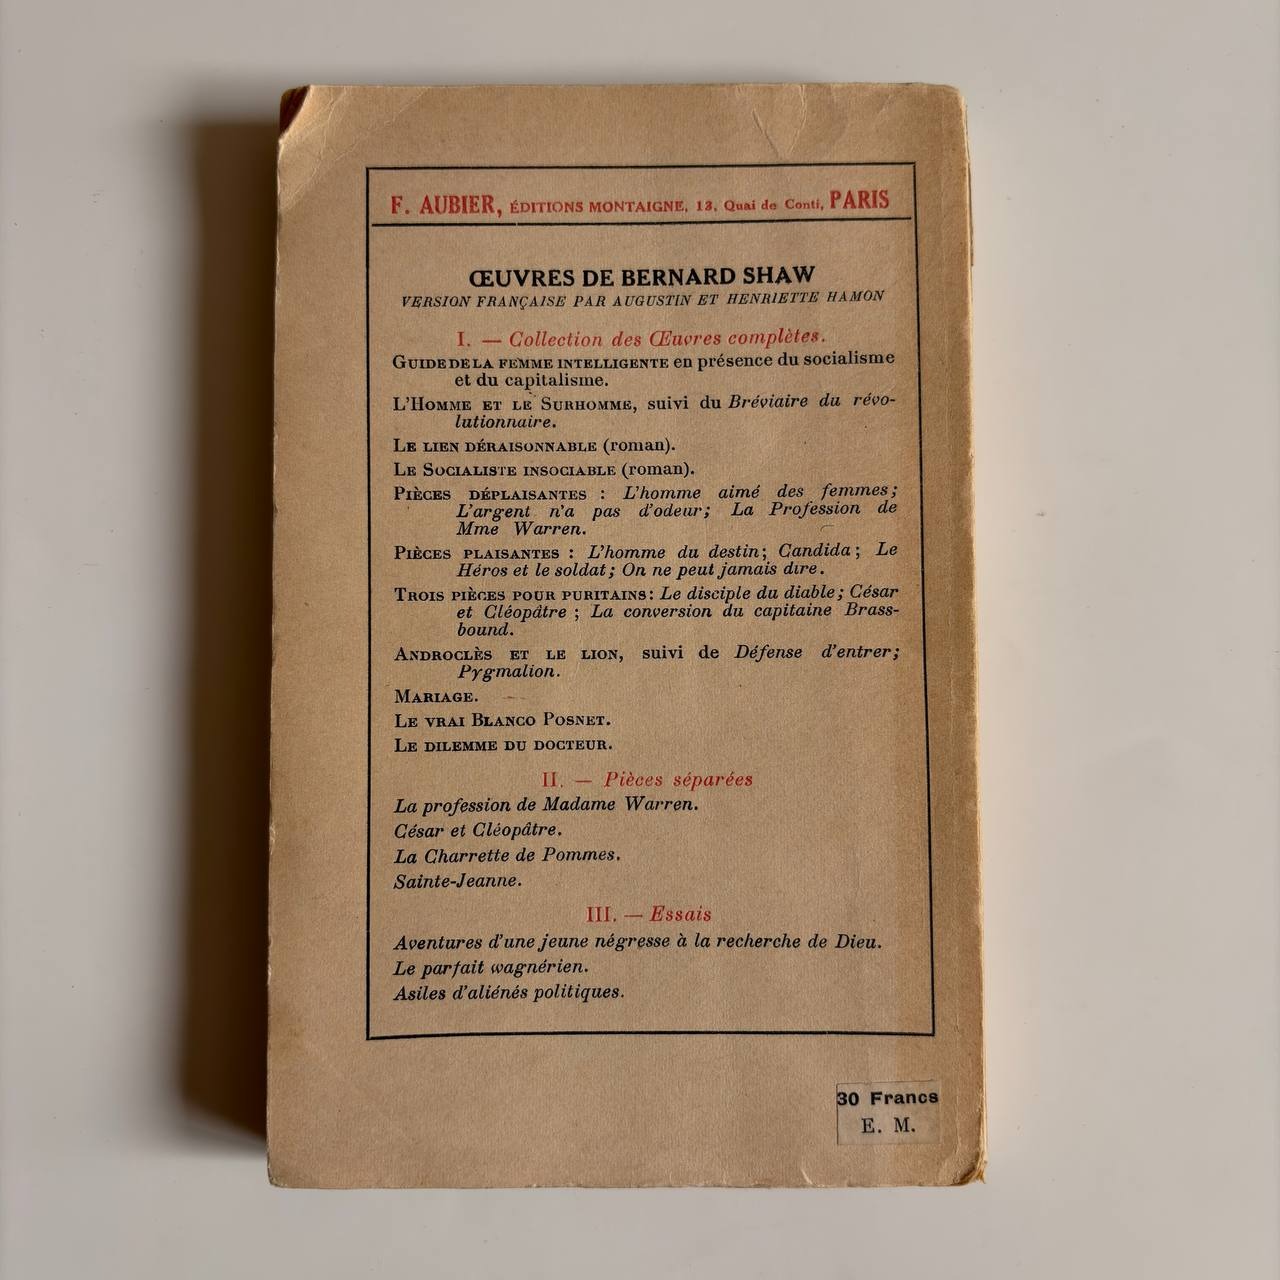 F. AUBIER, ÉDITIONS MONTAIGNE, 13, Quai de Conti, PARIS
ŒUVRES DE BERNARD SHAW
VERSION FRANÇAISE PAR AUGUSTIN ET HENRIETTE HAMON
I. — Collection des Œuvres complètes.
GUIDE DE LA FEMME INTELLIGENTE en présence du socialisme
et du capitalisme.
L'HOMME ET LE SURHOMME, suivi du Bréviaire du révo-
lutionnaire.
LE LIEN DÉRAISONNABLE (roman).
LE SOCIALISTE INSOCIABLE (roman).
PIÈCES DÉPLAISANTES : L'homme aimé des femmes;
L'argent n'a pas d'odeur; La Profession de
Mme Warren.
PIÈCES PLAISANTES : L'homme du destin; Candida; Le
Héros et le soldat; On ne peut jamais dire.
TROIS PIÈCES POUR PURITAINS: Le disciple du diable; César
et Cléopâtre ; La conversion du capitaine Brass-
bound.
ANDROCLÈS ET LE LION, suivi de Défense d'entrer;
Pygmalion.
MARIAGE.
LE VRAI BLANCO POSNET.
LE DILEMME DU DOCTEUR.
II. — Pièces séparées
La profession de Madame Warren.
César et Cléopâtre.
La Charrette de Pommes.
Sainte-Jeanne.
III. — Essais
Aventures d'une jeune négresse à la recherche de Dieu.
Le parfait wagnérien.
Asiles d'aliénés politiques.
30 Francs
E. M.